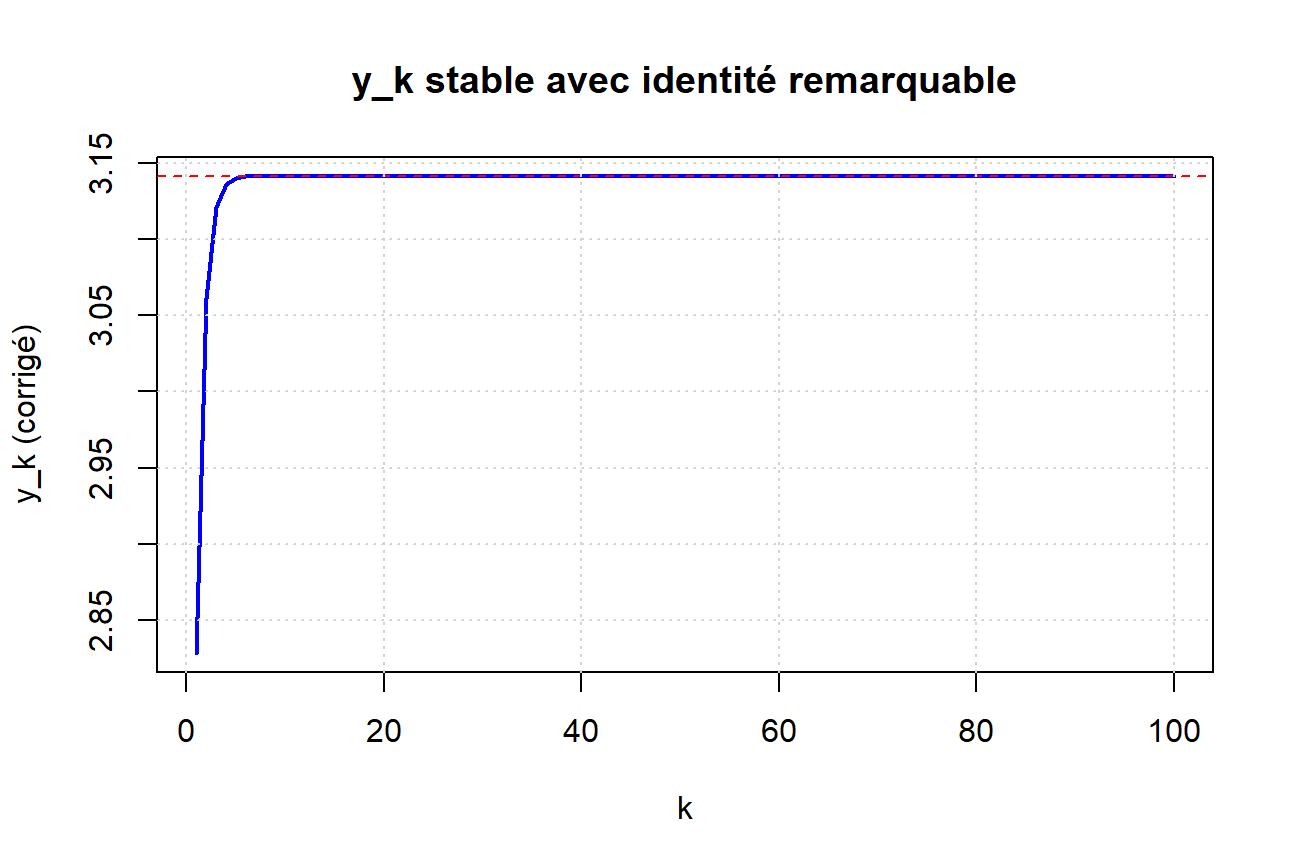 y_k stable avec identité remarquable
y_k (corrigé)
3.15
3.05
2.95
2.85
0 20 40 60 80 100
k